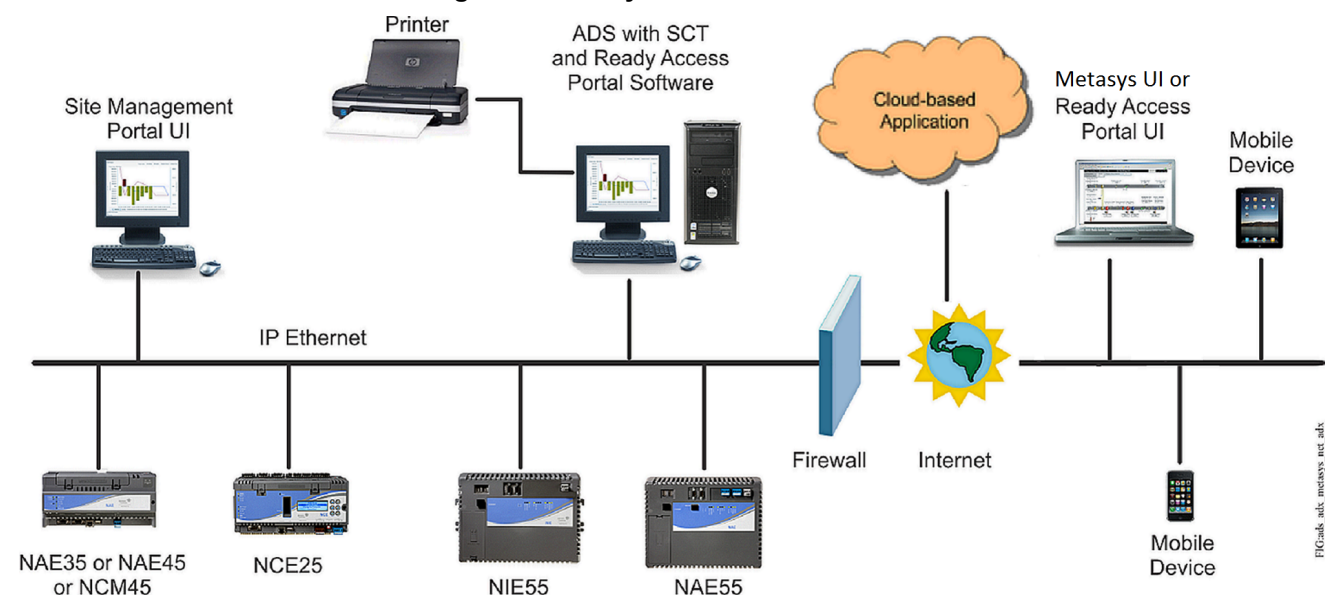 Printer
ADS with SCT
and Ready Access
Portal Software
Site Management
Portal UI
Cloud-based
Application
Metasys UI or
Ready Access
Portal UI
Mobile
Device
IP Ethernet
Firewall
Internet
NAE35 or NAE45
or NCM45
NCE25
NIE55
NAE55
Mobile
Device
FIG:ads_adx_metasys_net_adx